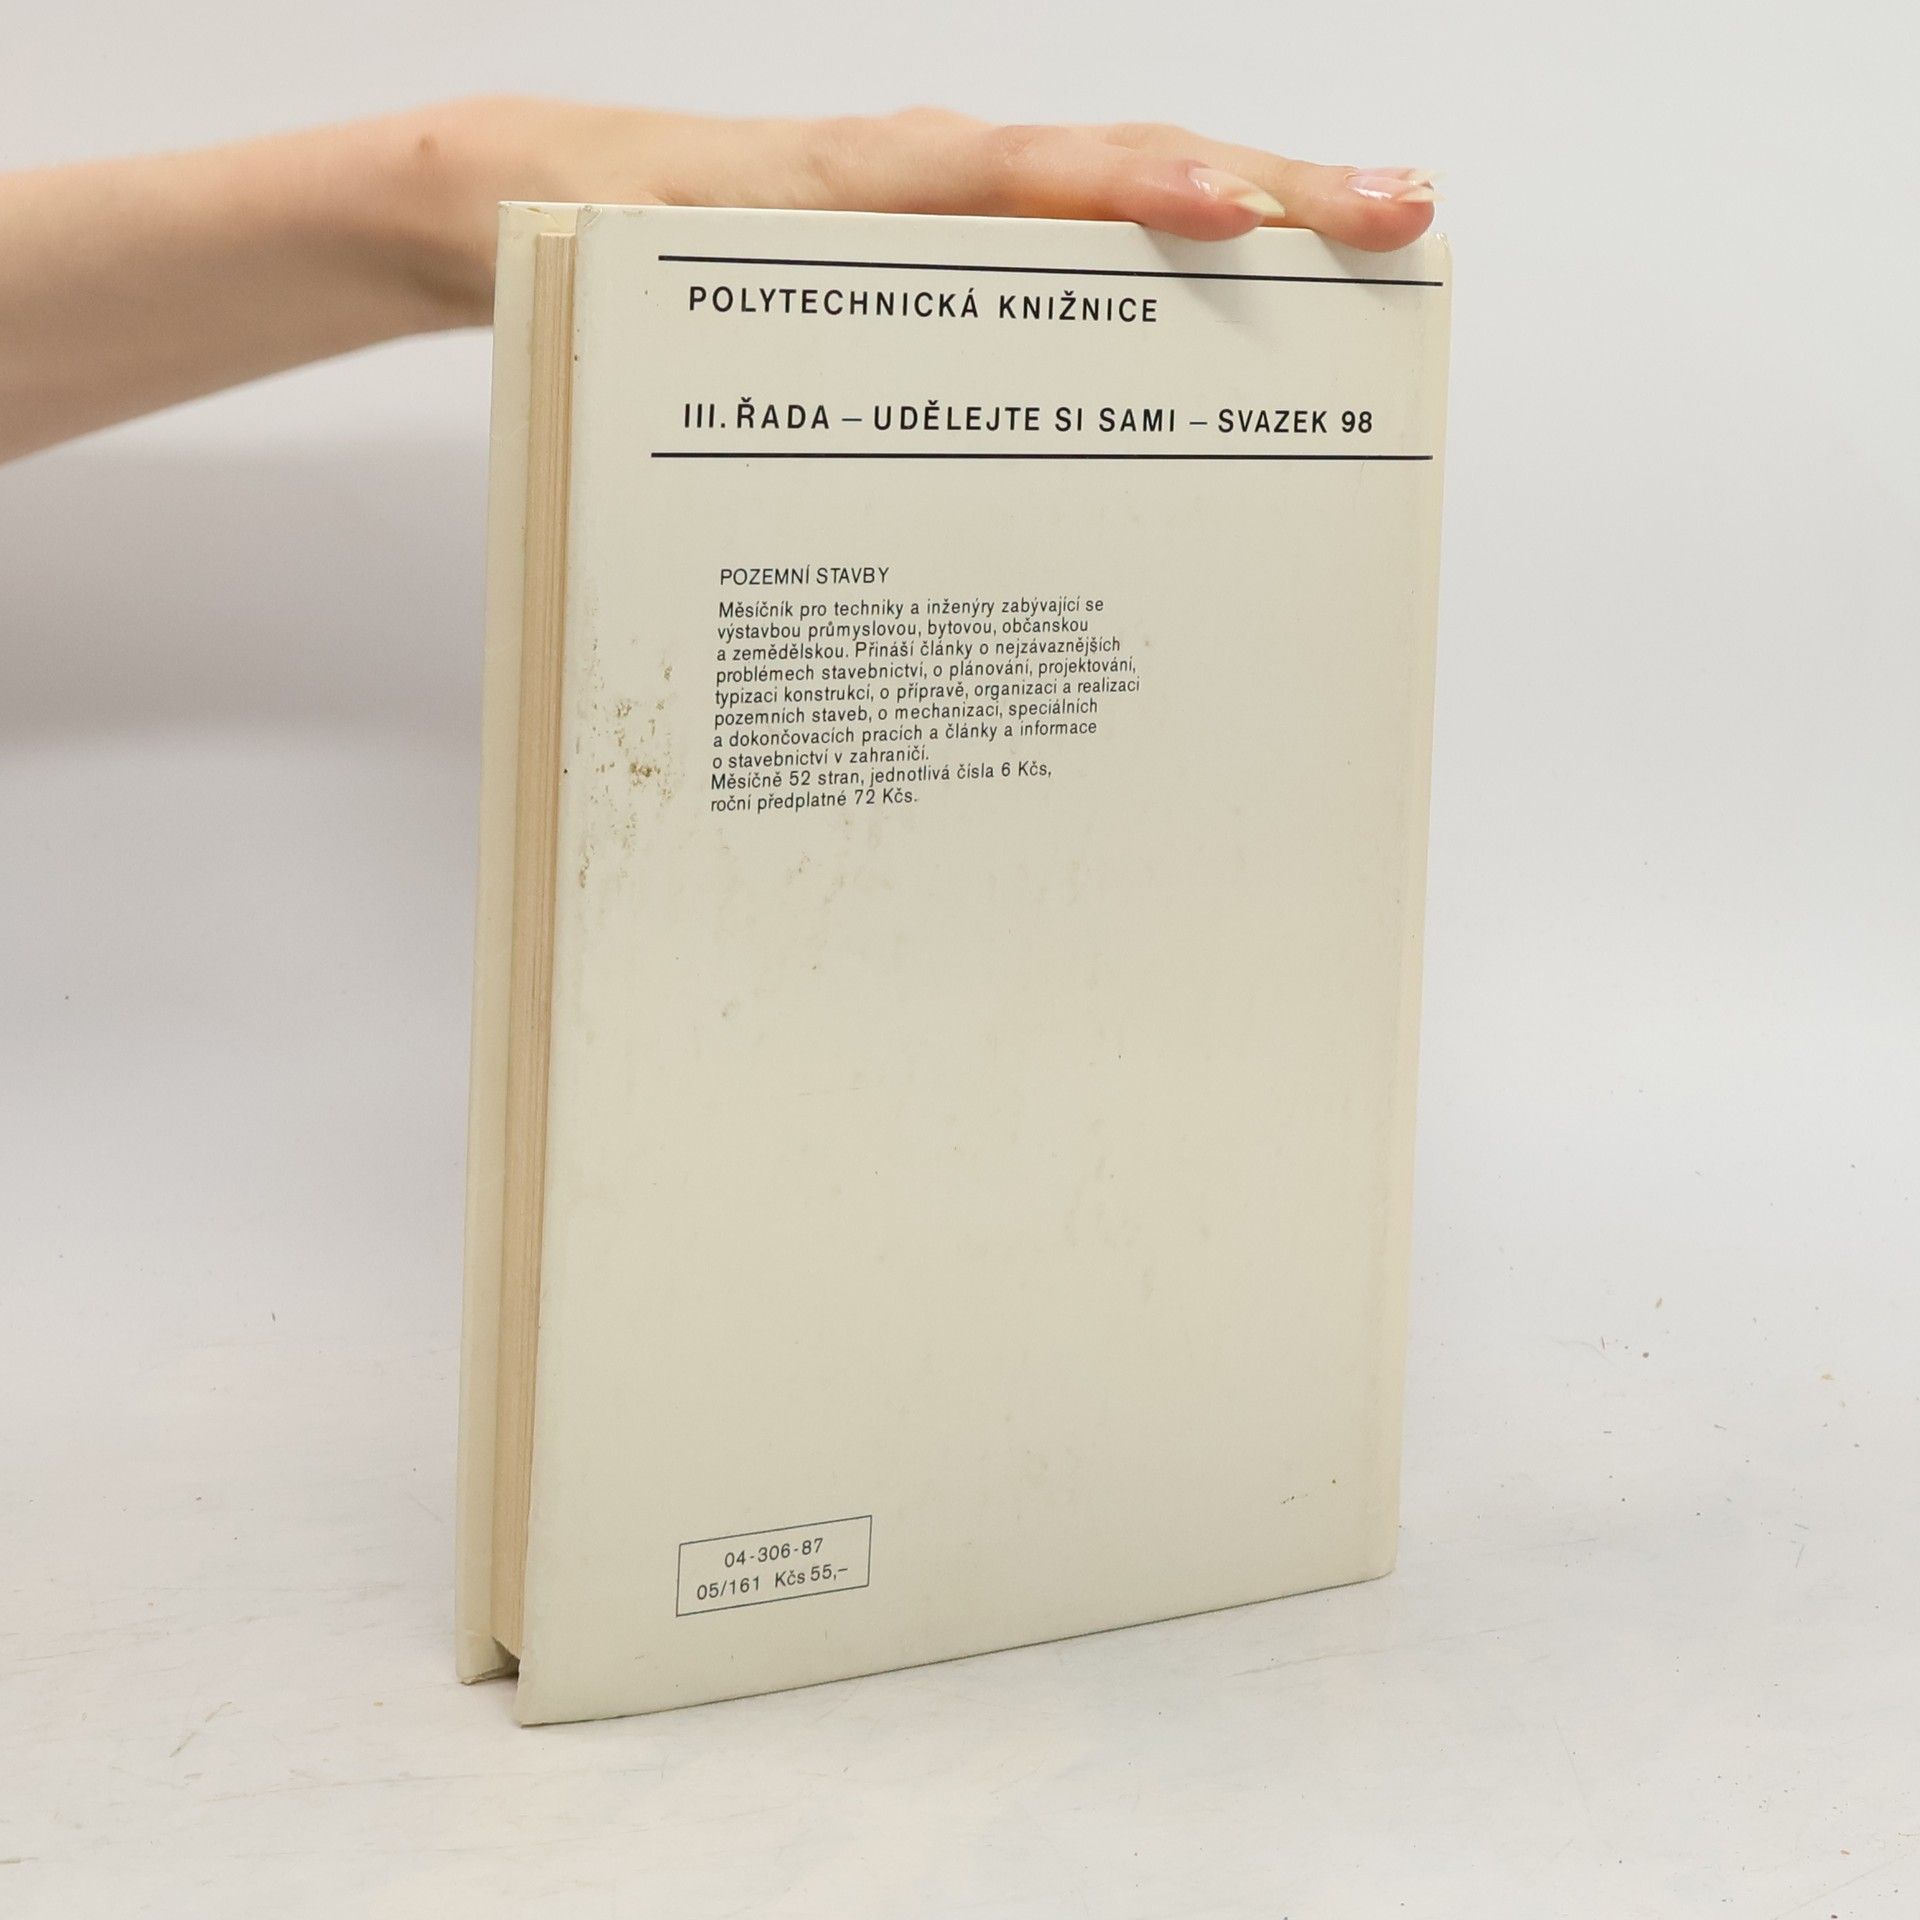 POLYTECHNICKÁ KNIŽNICE
III. ŘADA – UDĚLEJTE SI SAMI – SVAZEK 98
POZEMNÍ STAVBY
Měsíčník pro techniky a inženýry zabývající se
výstavbou průmyslovou, bytovou, občanskou
a zemědělskou. Přináší články o nejzávaznějších
problémech stavebnictví, o plánování, projektování,
typizaci konstrukcí, o přípravě, organizaci a realizaci
pozemních staveb, o mechanizaci, speciálních
a dokončovacích pracích a články a informace
o stavebnictví v zahraničí.
Měsíčně 52 stran, jednotlivá čísla 6 Kčs,
roční předplatné 72 Kčs.
04-306-87
05/161 Kčs 55,–